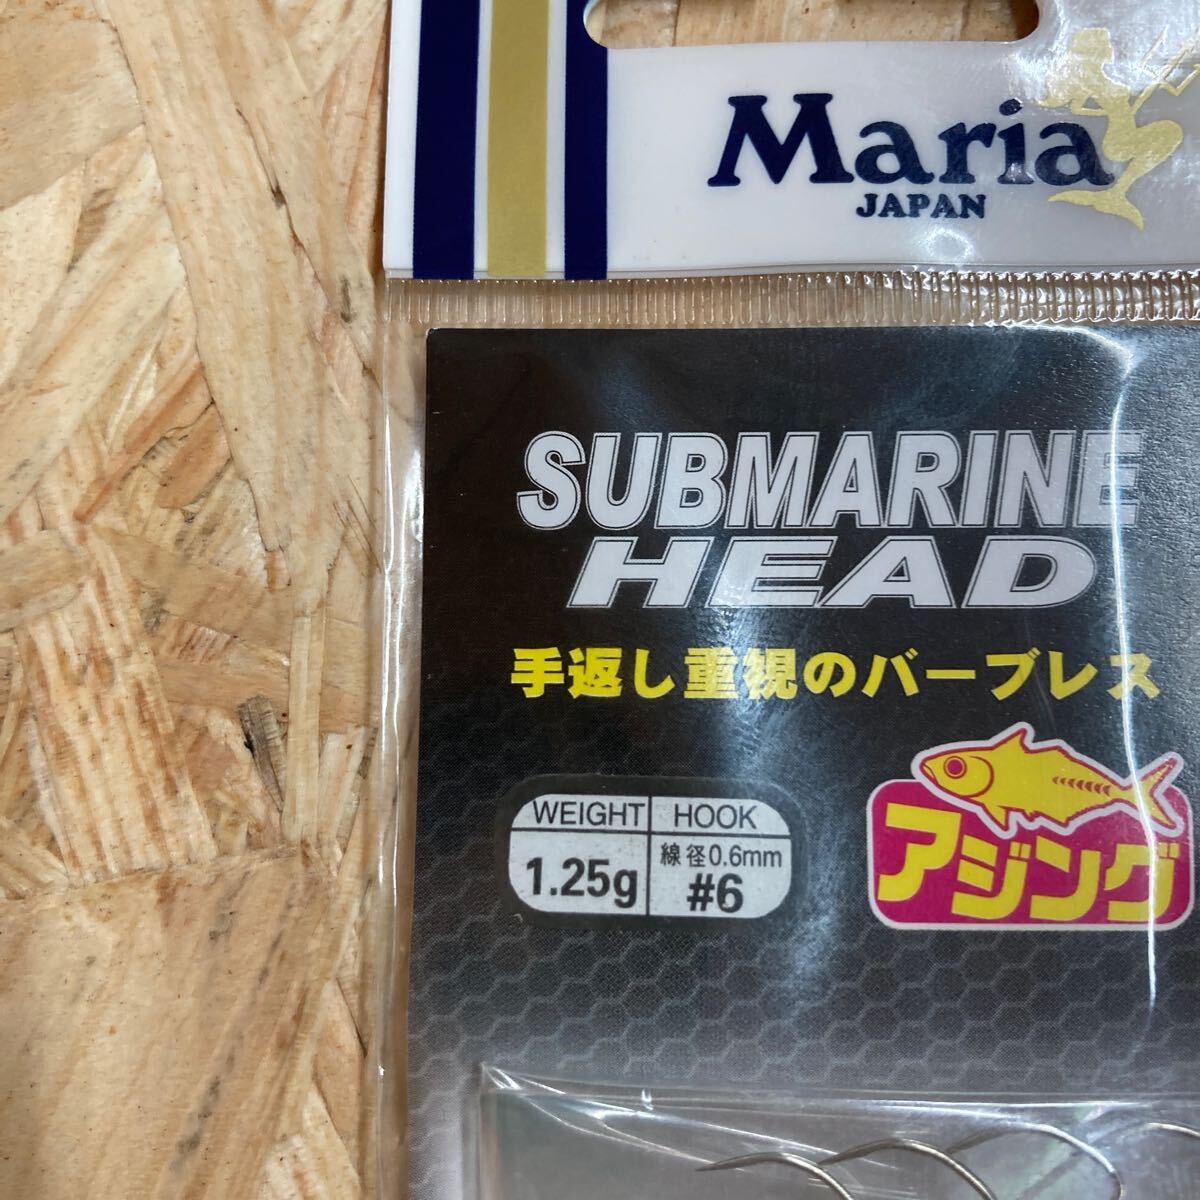 Maria
JAPAN
SUBMARINE
HEAD
手返し重視のバーブレス
アジング
WEIGHT HOOK
1.25g 線径0.6mm
#6